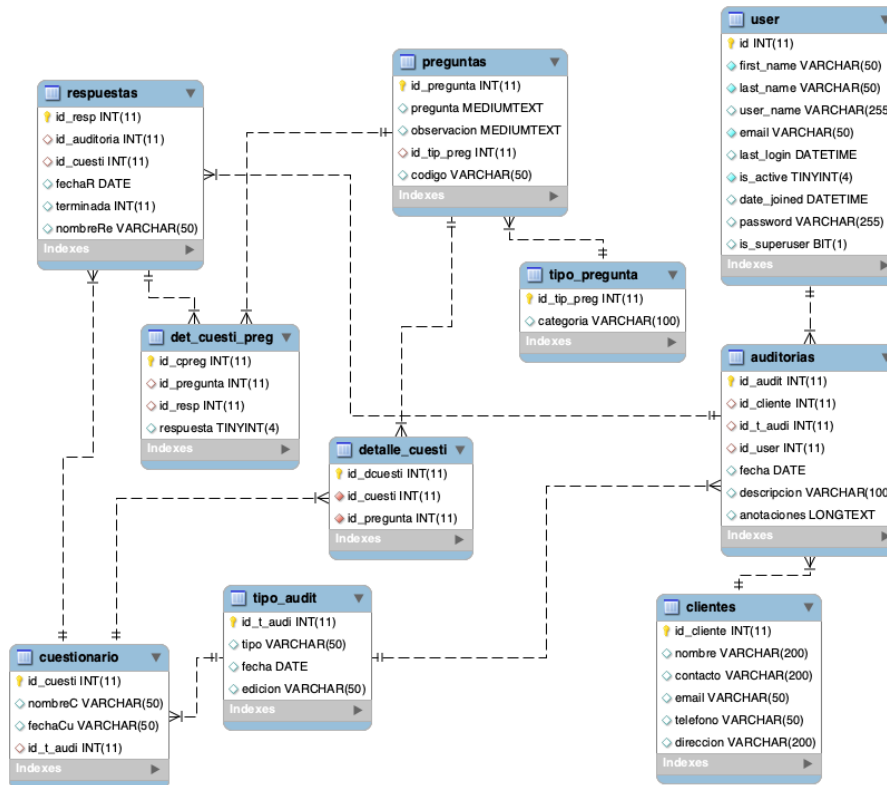 respuestas
id_resp INT(11)
id_auditoria INT(11)
id_cuesti INT(11)
fechaR DATE
terminada INT(11)
nombreRe VARCHAR(50)
Indexes
preguntas
id_pregunta INT(11)
pregunta MEDIUMTEXT
observacion MEDIUMTEXT
id_tip_preg INT(11)
codigo VARCHAR(50)
Indexes
user
id INT(11)
first_name VARCHAR(50)
last_name VARCHAR(50)
user_name VARCHAR(255
email VARCHAR(50)
last_login DATETIME
is_active TINYINT(4)
date_joined DATETIME
password VARCHAR(255)
is_superuser BIT(1)
Indexes
tipo_pregunta
id_tip_preg INT(11)
categoria VARCHAR(100)
Indexes
det_cuesti_preg
id_cpreg INT(11)
id_pregunta INT(11)
id_resp INT(11)
respuesta TINYINT(4)
Indexes
auditorias
id_audit INT(11)
id_cliente INT(11)
id_t_audi INT(11)
id_user INT(11)
fecha DATE
descripcion VARCHAR(100
anotaciones LONGTEXT
Indexes
detalle_cuesti
id_dcuesti INT(11)
id_cuesti INT(11)
id_pregunta INT(11)
Indexes
tipo_audit
id_t_audi INT(11)
tipo VARCHAR(50)
fecha DATE
edicion VARCHAR(50)
Indexes
clientes
id_cliente INT(11)
nombre VARCHAR(200)
contacto VARCHAR(200)
email VARCHAR(50)
telefono VARCHAR(50)
direccion VARCHAR(200)
Indexes
cuestionario
id_cuesti INT(11)
nombreC VARCHAR(50)
fechaCu VARCHAR(50)
id_t_audi INT(11)
Indexes